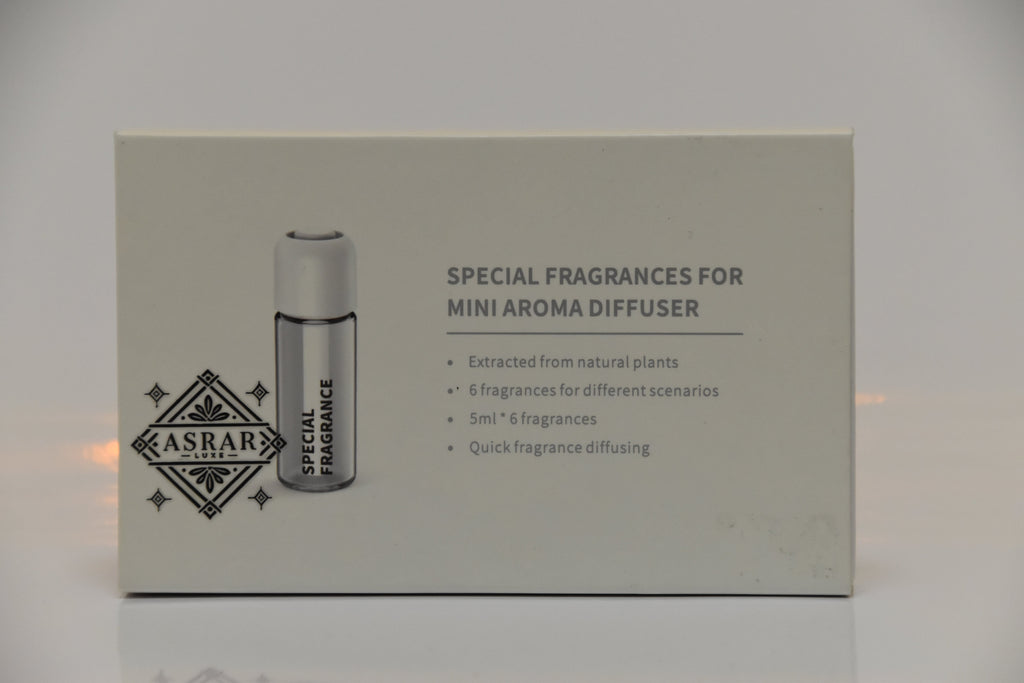 SPECIAL FRAGRANCES FOR
MINI AROMA DIFFUSER
• Extracted from natural plants
• 6 fragrances for different scenarios
• 5ml * 6 fragrances
• Quick fragrance diffusing
SPECIAL
FRAGRANCE
ASRAR
LUXE